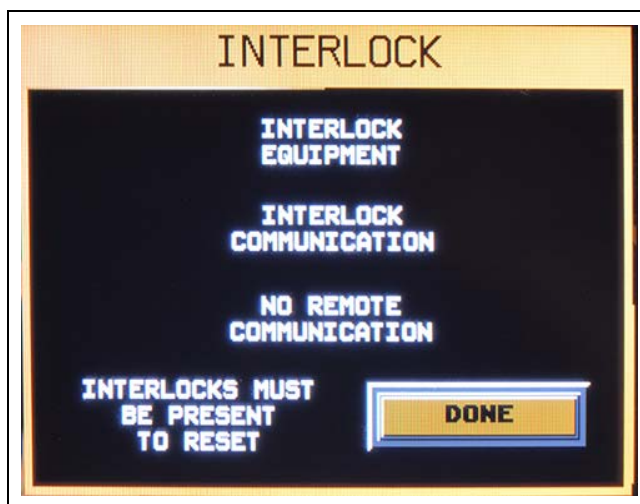 INTERLOCK
INTERLOCK
EQUIPMENT
INTERLOCK
COMMUNICATION
NO REMOTE
COMMUNICATION
INTERLOCKS MUST
BE PRESENT
TO RESET
DONE